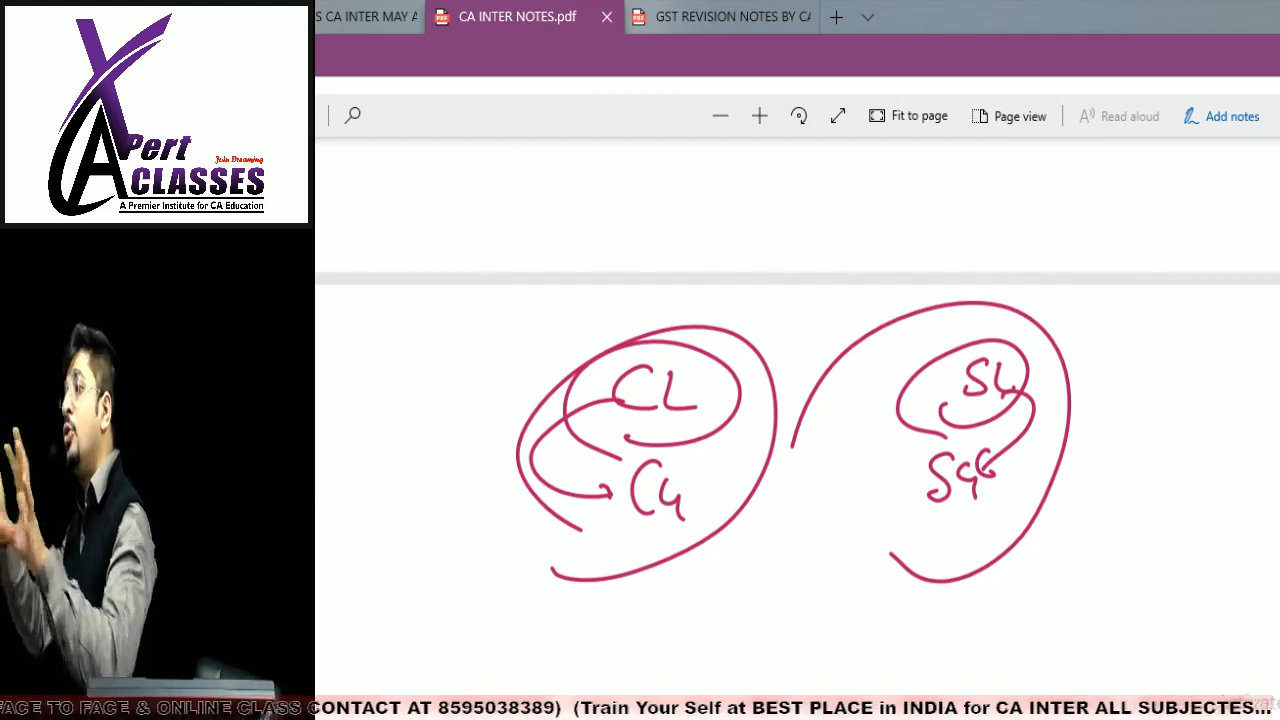 S CA INTER MAY A
CA INTER NOTES.pdf
GST REVISION NOTES BY CA
Fit to page
Page view
Read aloud
Add notes
XPert
Join Dreaming
CLASSES
A Premier Institute for CA Education
CL
SL
C4
S4
FACE TO FACE & ONLINE CLASS CONTACT AT 8595038389) (Train Your Self at BEST PLACE in INDIA for CA INTER ALL SUBJECTES...